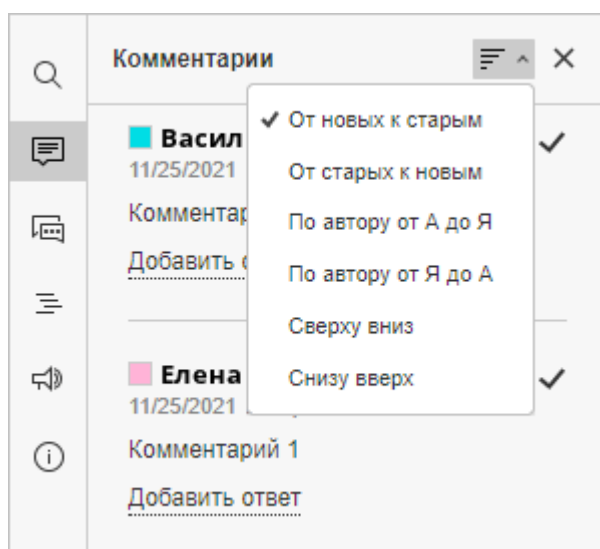 Комментарии
От новых к старым
Васил
11/25/2021
От старых к новым
По автору от А до Я
Добавить
По автору от Я до А
Сверху вниз
Елена
Снизу вверх
11/25/2021
Комментарий 1
Добавить ответ